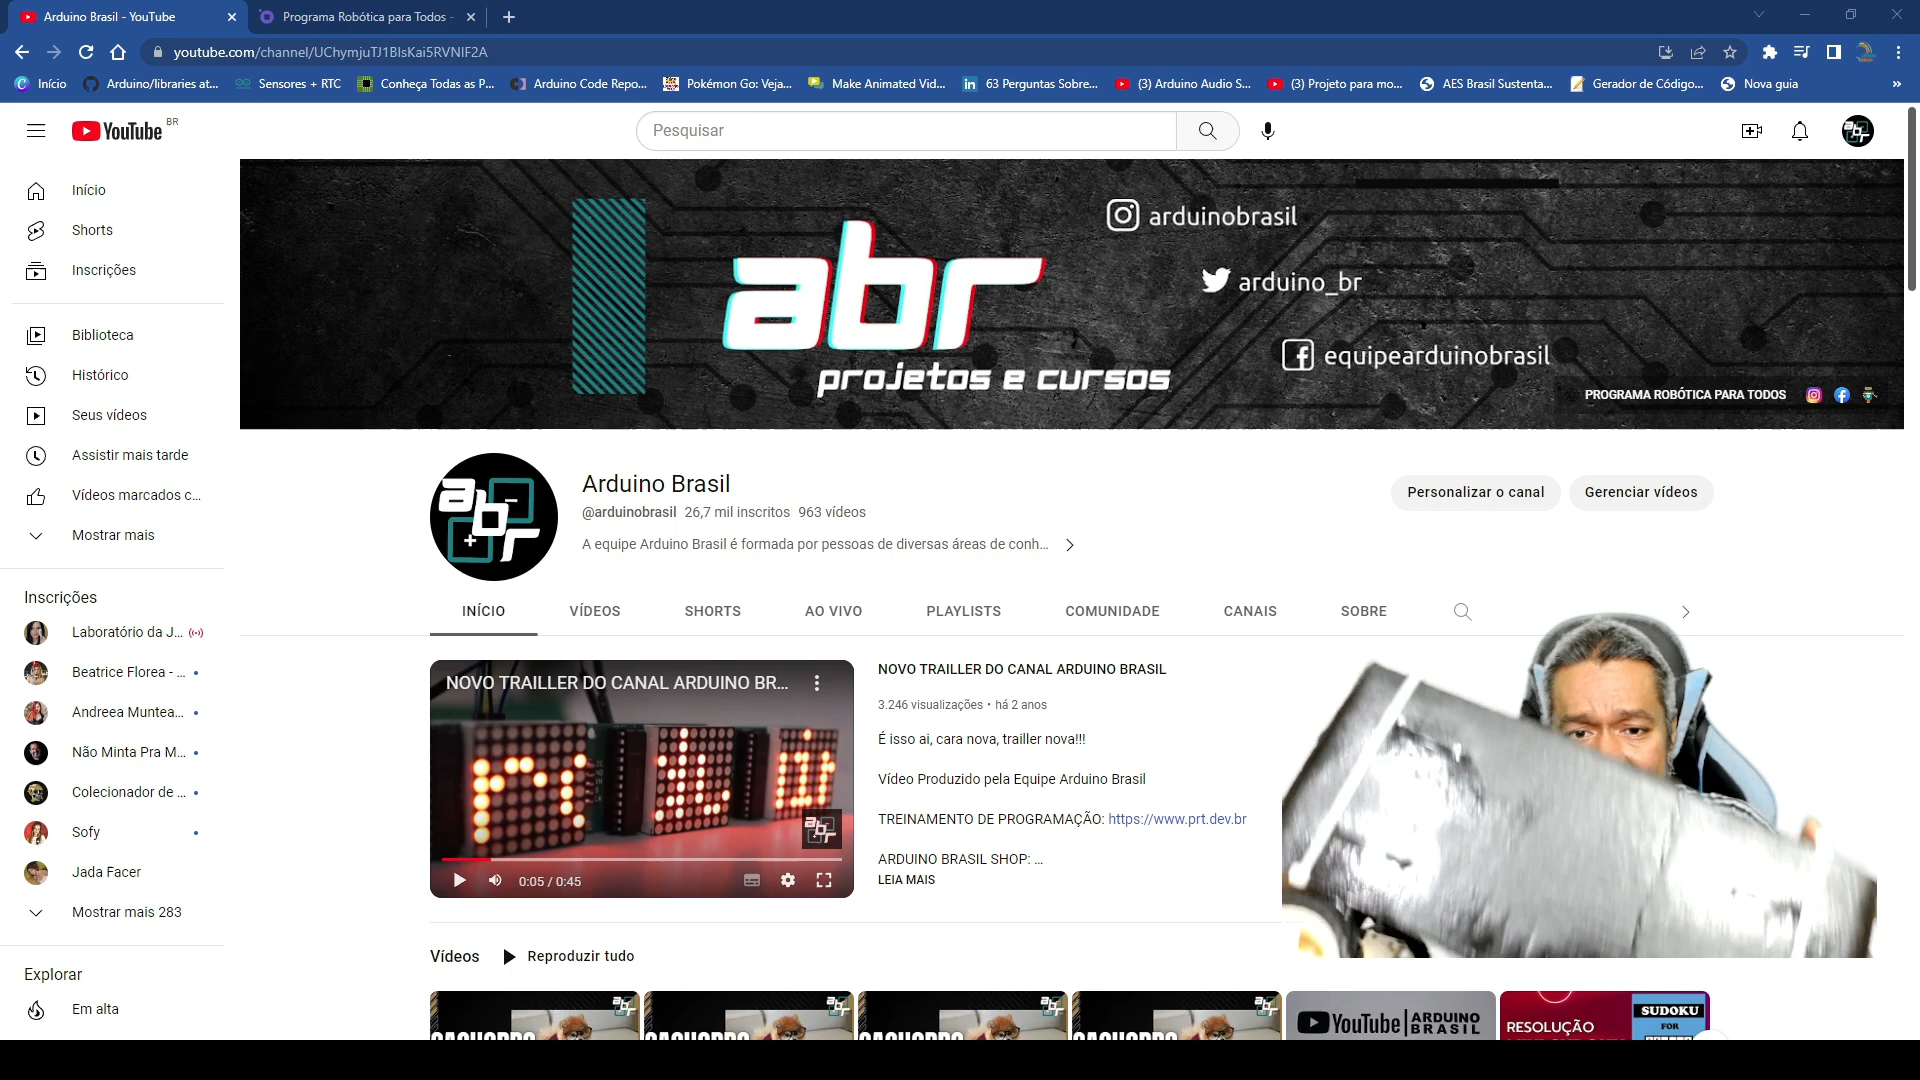 Arduino Brasil - YouTube
Programa Robótica para Todos -
youtube.com/channel/UChymjuTJ1BIsKai5RVNIF2A
Início
Arduino/libraries at...
Sensores + RTC
Conheça Todas as P...
Arduino Code Repo...
Pokémon Go: Veja...
Make Animated Vid...
63 Perguntas Sobre...
(3) Arduino Audio S...
(3) Projeto para mo...
AES Brasil Sustenta...
Gerador de Código...
Nova guia
»
YouTube BR
Pesquisar
Início
Shorts
Inscrições
Biblioteca
Histórico
Seus vídeos
Assistir mais tarde
Vídeos marcados c...
Mostrar mais
Inscrições
Laboratório da J...
Beatrice Florea - ...
Andreea Muntea...
Não Minta Pra M...
Colecionador de ...
Sofy
Jada Facer
Mostrar mais 283
Explorar
Em alta
abr
projetos e cursos
arduinobrasil
arduino_br
equipearduinobrasil
PROGRAMA ROBÓTICA PARA TODOS
abr
Arduino Brasil
@arduinobrasil 26,7 mil inscritos 963 vídeos
A equipe Arduino Brasil é formada por pessoas de diversas áreas de conh...
Personalizar o canal
Gerenciar vídeos
INÍCIO
VÍDEOS
SHORTS
AO VIVO
PLAYLISTS
COMUNIDADE
CANAIS
SOBRE
NOVO TRAILLER DO CANAL ARDUINO BR...
abr
0:05 / 0:45
NOVO TRAILLER DO CANAL ARDUINO BRASIL
3.246 visualizações • há 2 anos
É isso ai, cara nova, trailler nova!!!
Vídeo Produzido pela Equipe Arduino Brasil
TREINAMENTO DE PROGRAMAÇÃO: https://www.prt.dev.br
ARDUINO BRASIL SHOP: ...
LEIA MAIS
Vídeos
Reproduzir tudo
CACHORRO
CACHORRO
CACHORRO
CACHORRO
YouTube | ARDUINO BRASIL
RESOLUÇÃO
SUDOKU
FOR